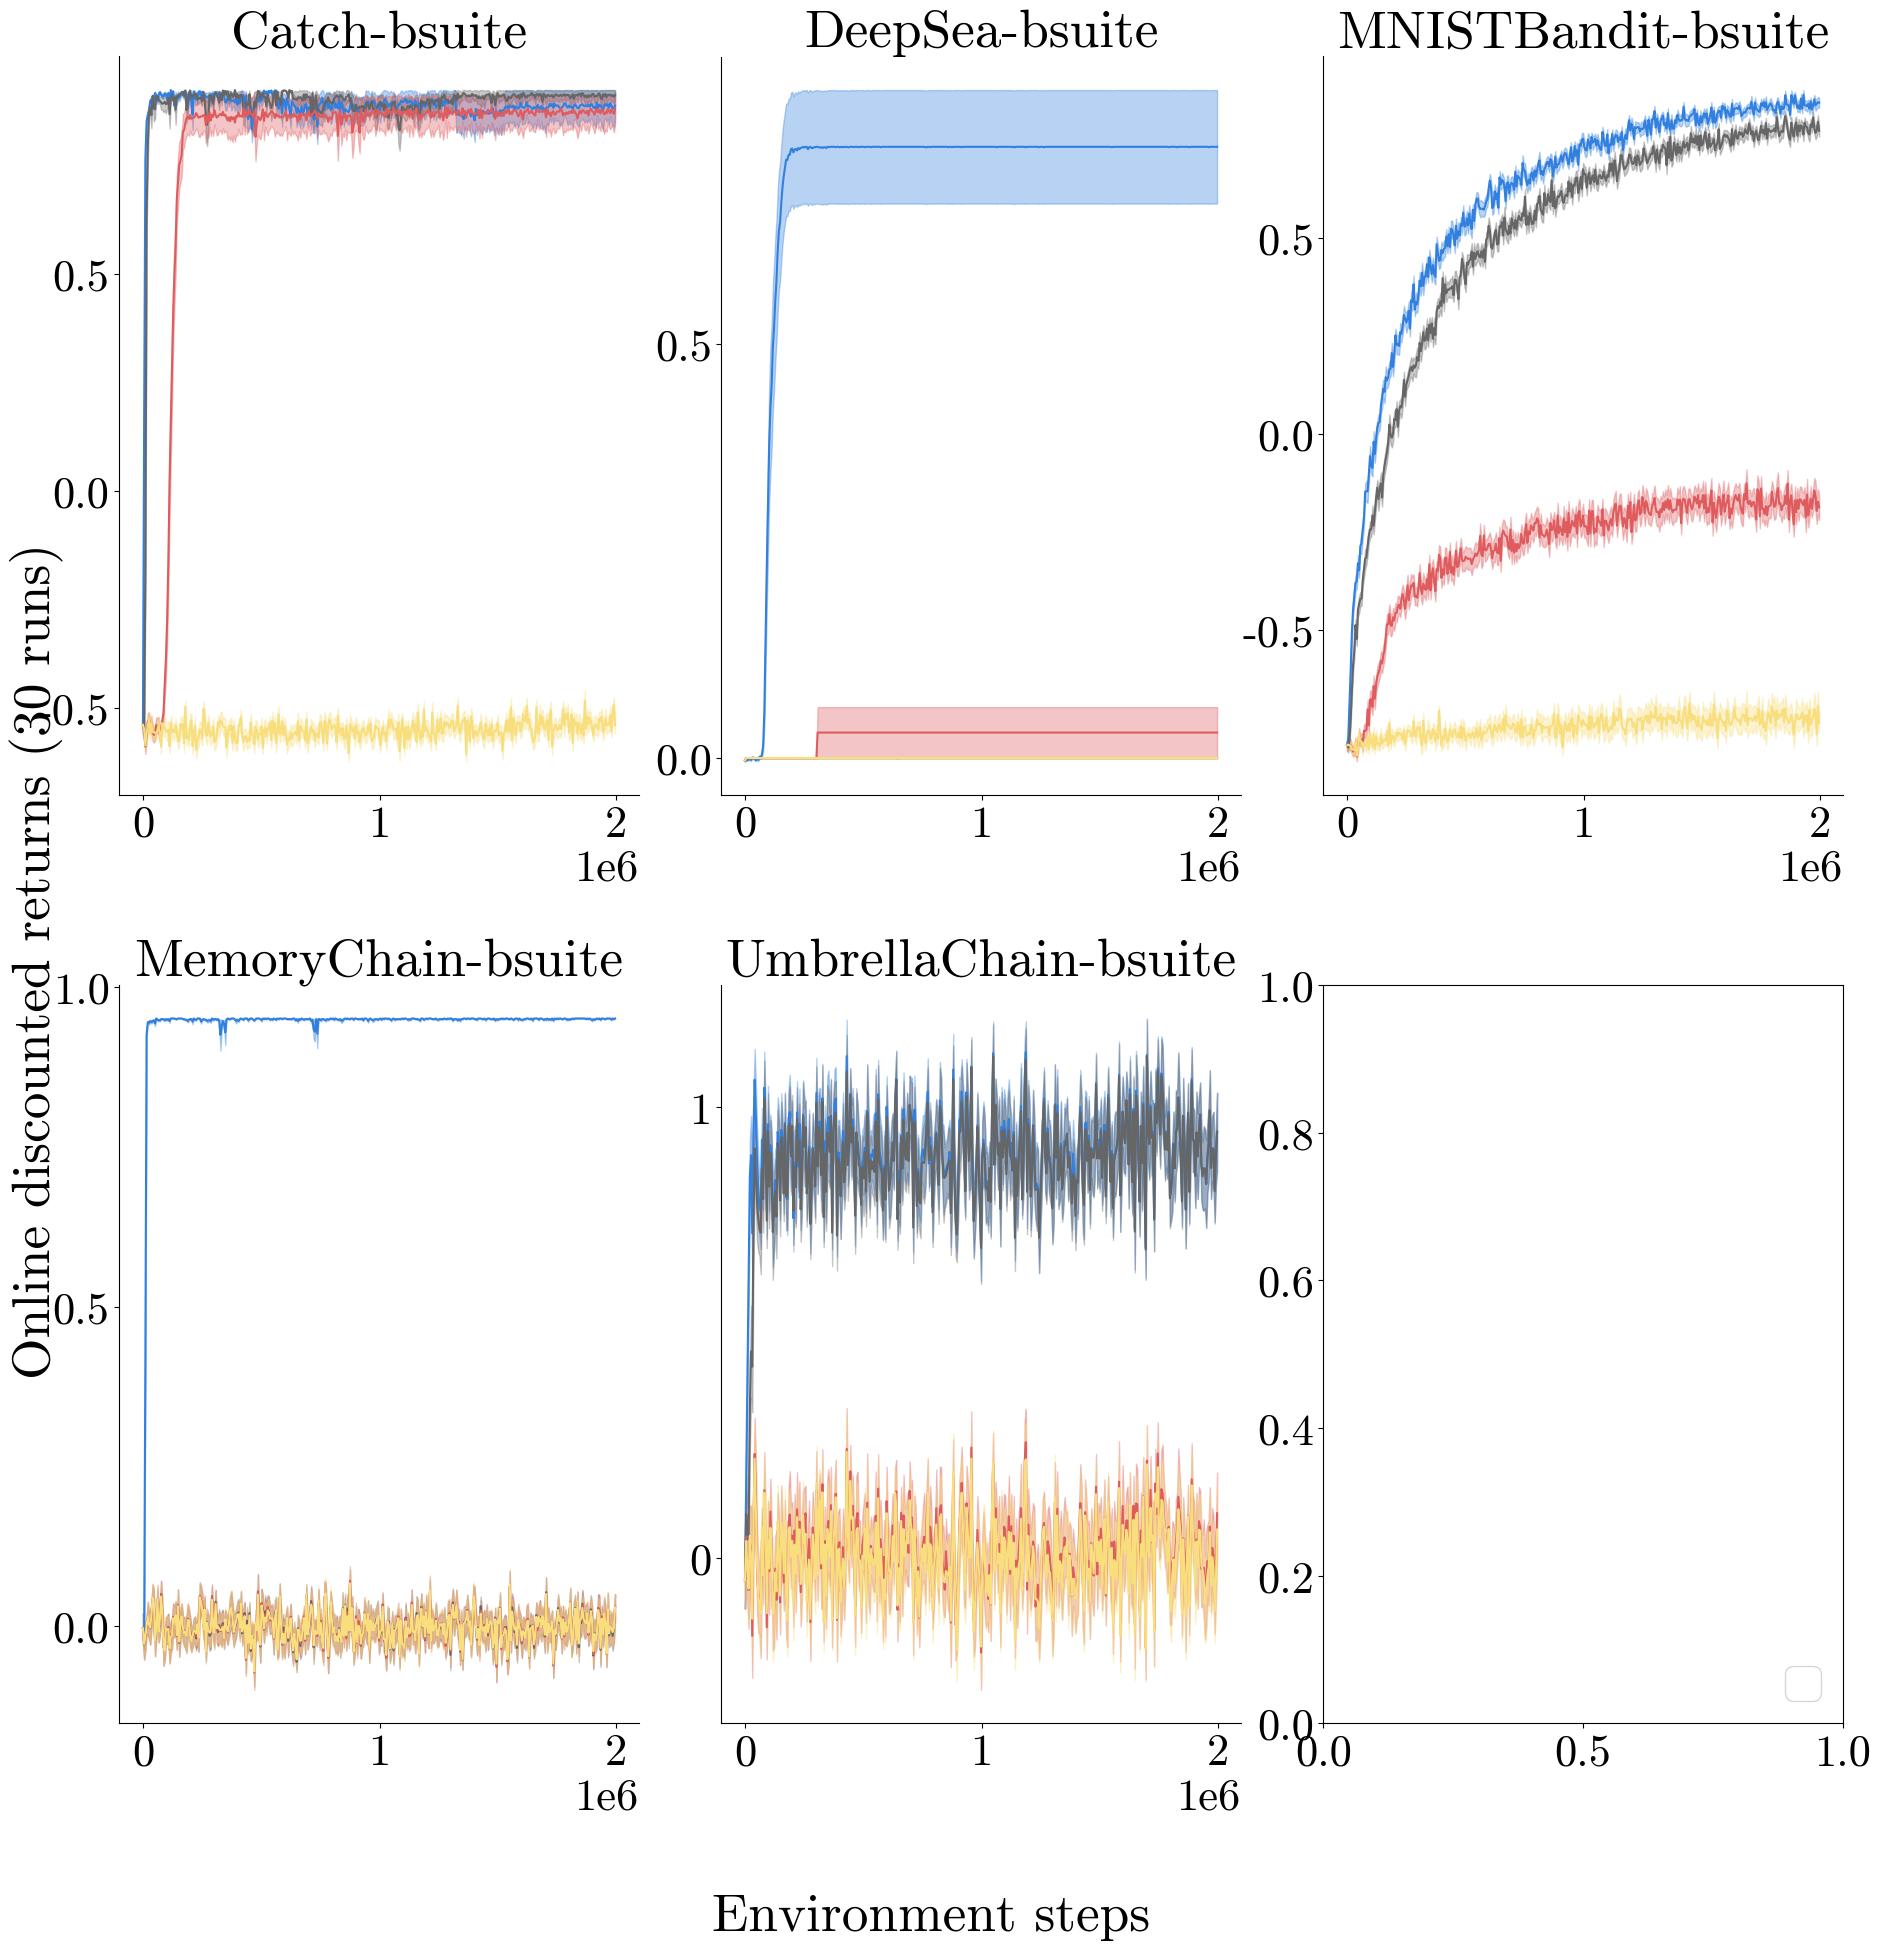 Catch-bsuite
DeepSea-bsuite
MNISTBandit-bsuite
0.5
0.0
0.5
0 1 2
1e6
0.5
0.0
0 1 2
1e6
0.5
0.0
-0.5
0 1 2
1e6
Online discounted returns (30 runs)
MemoryChain-bsuite
UmbrellaChain-bsuite
1.0
0.5
0.0
0 1 2
1e6
1
0
0 1 2
1e6
1.0
0.8
0.6
0.4
0.2
0.0
0.0 0.5 1.0
Environment steps